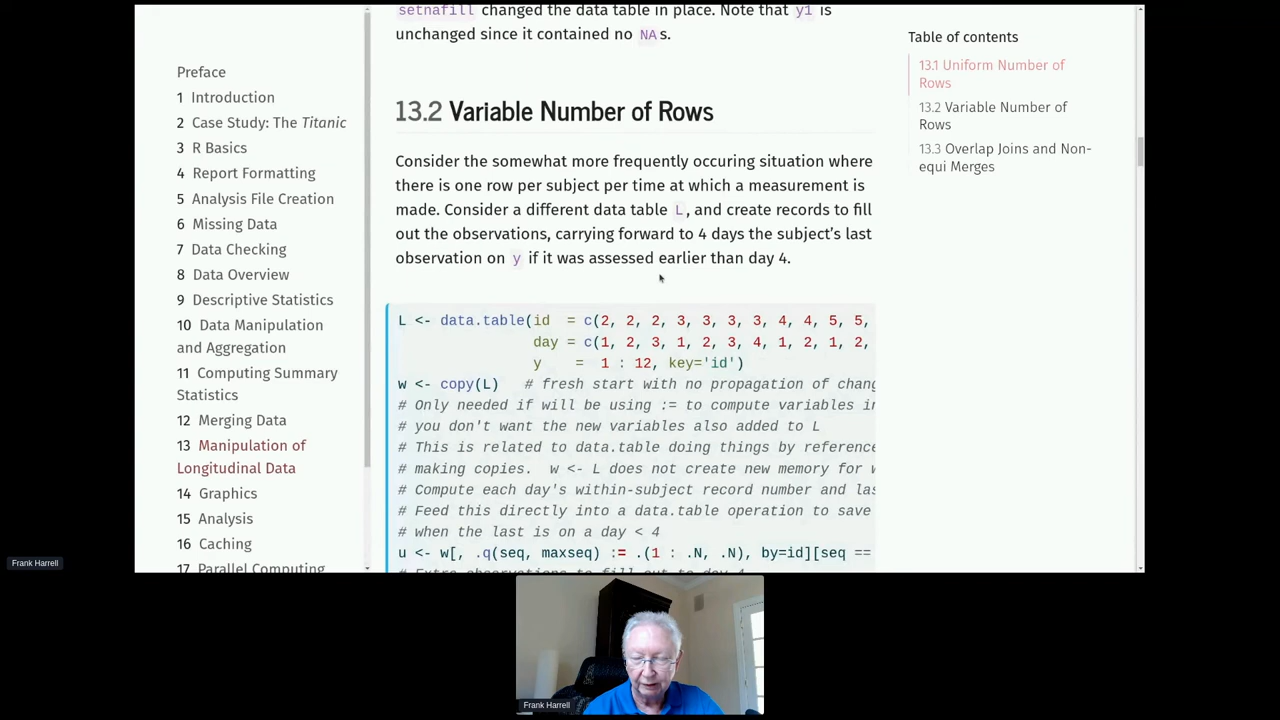 setnafill changed the data table in place. Note that y1 is
unchanged since it contained no NAs.
Preface
1 Introduction
2 Case Study: The Titanic
3 R Basics
4 Report Formatting
5 Analysis File Creation
6 Missing Data
7 Data Checking
8 Data Overview
9 Descriptive Statistics
10 Data Manipulation
and Aggregation
11 Computing Summary
Statistics
12 Merging Data
13 Manipulation of
Longitudinal Data
14 Graphics
15 Analysis
16 Caching
17 Parallel Computing
13.2 Variable Number of Rows
Consider the somewhat more frequently occuring situation where
there is one row per subject per time at which a measurement is
made. Consider a different data table L, and create records to fill
out the observations, carrying forward to 4 days the subject’s last
observation on y if it was assessed earlier than day 4.
L <- data.table(id = c(2, 2, 2, 3, 3, 3, 3, 4, 4, 5, 5,
day = c(1, 2, 3, 1, 2, 3, 4, 1, 2, 1, 2,
y = 1 : 12, key='id')
w <- copy(L) # fresh start with no propagation of chang
# Only needed if will be using := to compute variables i
# you don't want the new variables also added to L
# This is related to data.table doing things by reference
# making copies. w <- L does not create new memory for w
# Compute each day's within-subject record number and las
# Feed this directly into a data.table operation to save
# when the last is on a day < 4
u <- w[, .q(seq, maxseq) := .(1 : .N, .N), by=id][seq ==
# Extra observations to fill out to day 4
Table of contents
13.1 Uniform Number of
Rows
13.2 Variable Number of
Rows
13.3 Overlap Joins and Non-
equi Merges
Frank Harrell
Frank Harrell